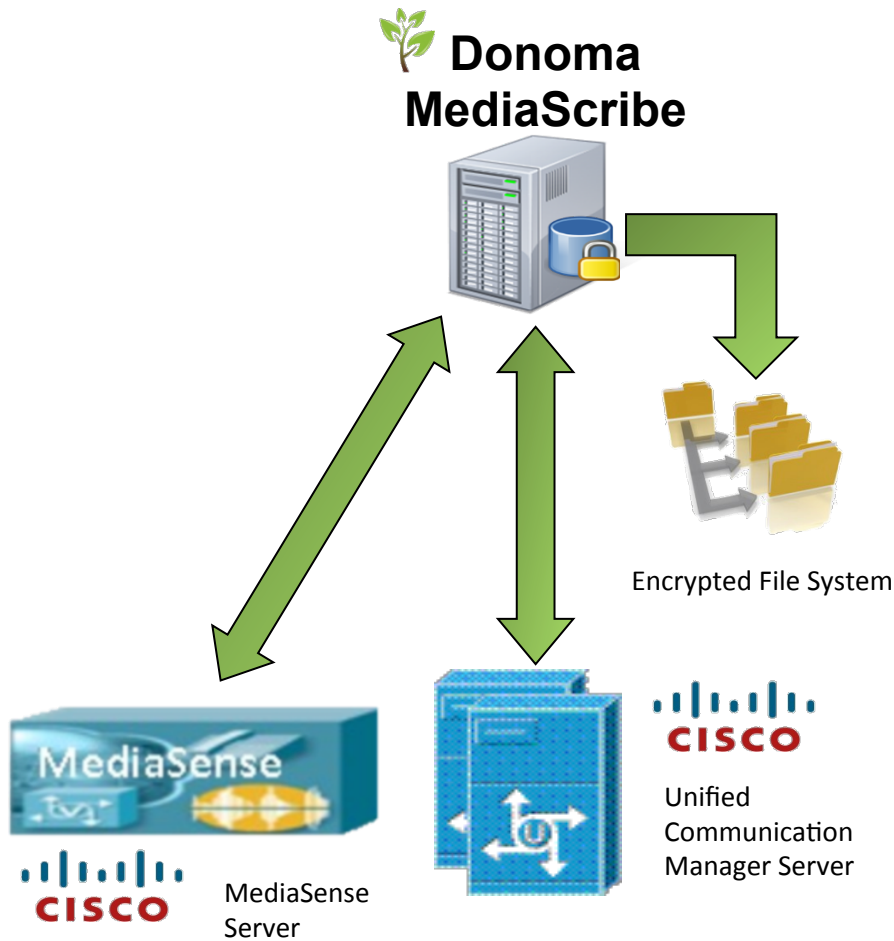 Donoma
MediaScribe
Encrypted File System
MediaSense
CISCO
MediaSense
Server
U
CISCO
Unified
Communication
Manager Server